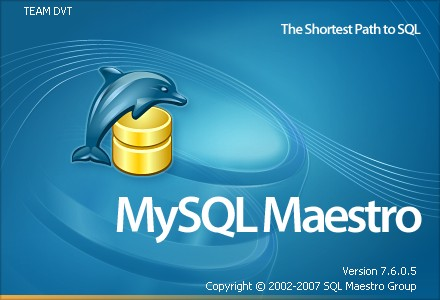 TEAM DVT
The Shortest Path to SQL
MySQL Maestro
Version 7.6.0.5
Copyright © 2002-2007 SQL Maestro Group